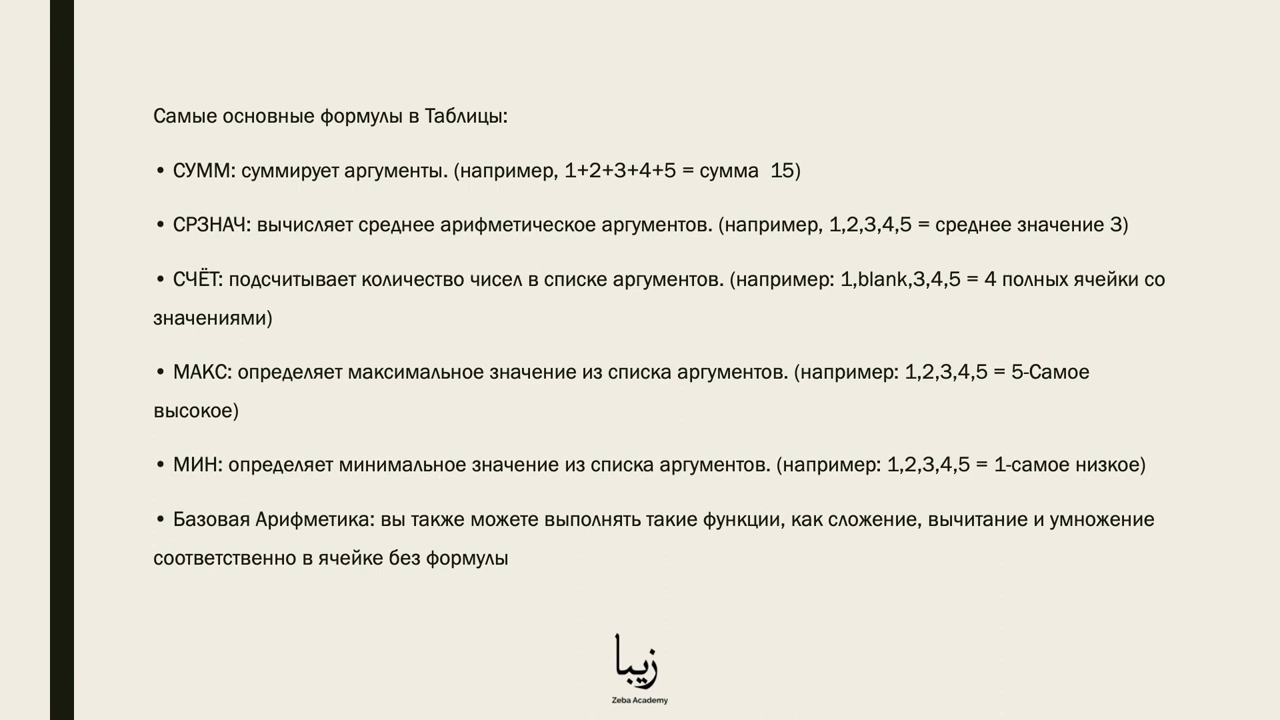 Самые основные формулы в Таблицы:
• СУММ: суммирует аргументы. (например, 1+2+3+4+5 = сумма  15)
• СРЗНАЧ: вычисляет среднее арифметическое аргументов. (например, 1,2,3,4,5 = среднее значение 3)
• СЧЁТ: подсчитывает количество чисел в списке аргументов. (например: 1,blank,3,4,5 = 4 полных ячейки со
значениями)
• МАКС: определяет максимальное значение из списка аргументов. (например: 1,2,3,4,5 = 5-Самое
высокое)
• МИН: определяет минимальное значение из списка аргументов. (например: 1,2,3,4,5 = 1-самое низкое)
• Базовая Арифметика: вы также можете выполнять такие функции, как сложение, вычитание и умножение
соответственно в ячейке без формулы
زیبا
Zeba Academy